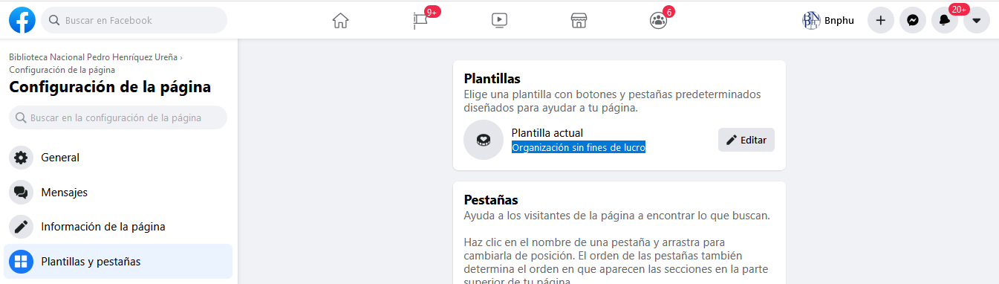 Buscar en Facebook
9+
6
Bnphu
20+
Biblioteca Nacional Pedro Henríquez Ureña ›
Configuración de la página
Configuración de la página
Buscar en la configuración de la página
General
Mensajes
Información de la página
Plantillas y pestañas
Plantillas
Elige una plantilla con botones y pestañas predeterminados
diseñados para ayudar a tu página.
Plantilla actual
Organización sin fines de lucro
Editar
Pestañas
Ayuda a los visitantes de la página a encontrar lo que buscan.
Haz clic en el nombre de una pestaña y arrastra para
cambiarla de posición. El orden de las pestañas también
determina el orden en que aparecen las secciones en la parte
superior de tu página.